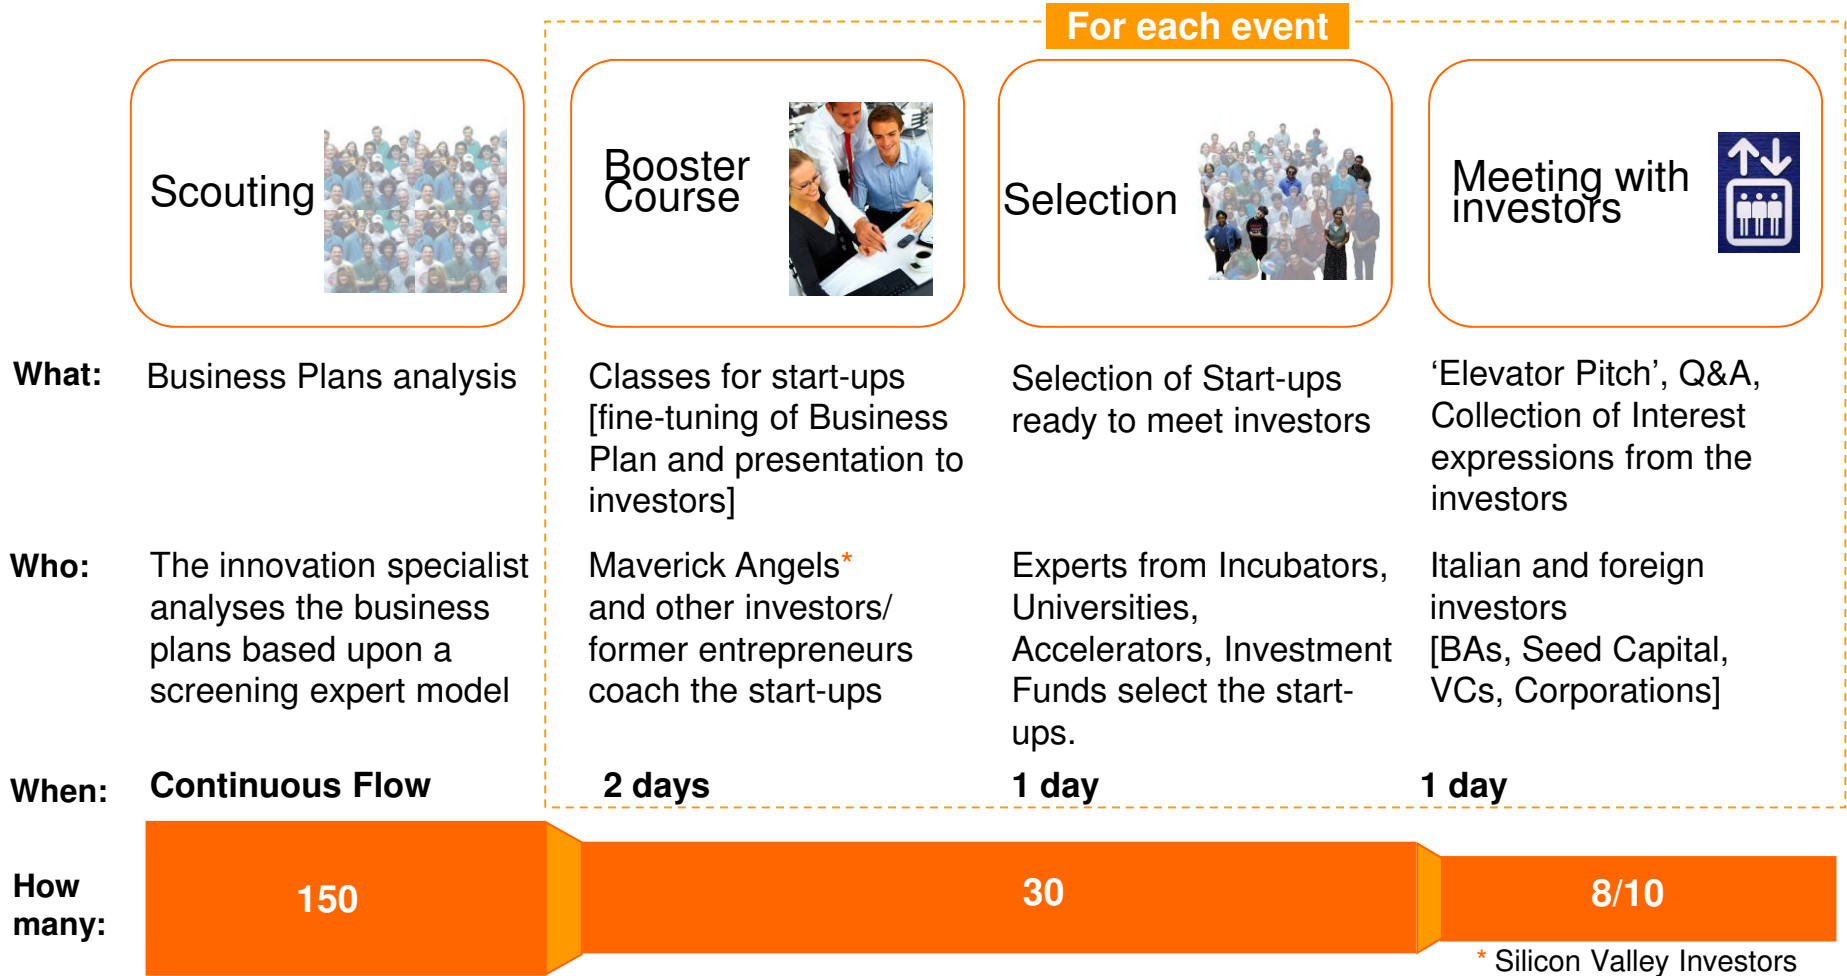 For each event
Scouting
Booster
Course
Selection
Meeting with
investors
What:
Business Plans analysis
Classes for start-ups
[fine-tuning of Business
Plan and presentation to
investors]
Selection of Start-ups
ready to meet investors
‘Elevator Pitch’, Q&A,
Collection of Interest
expressions from the
investors
Who:
The innovation specialist
analyses the business
plans based upon a
screening expert model
Maverick Angels*
and other investors/
former entrepreneurs
coach the start-ups
Experts from Incubators,
Universities,
Accelerators, Investment
Funds select the start-
ups.
Italian and foreign
investors
[BAs, Seed Capital,
VCs, Corporations]
When:
Continuous Flow
2 days
1 day
1 day
How
many:
150
30
8/10
* Silicon Valley Investors